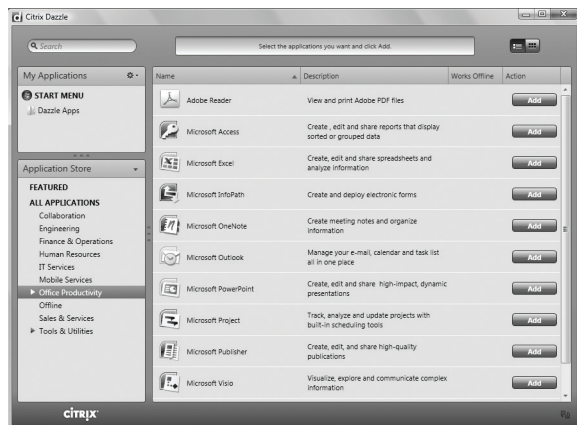 Citrix Dazzle
Search
Select the applications you want and click Add.
My Applications
START MENU
Dazzle Apps
Application Store
FEATURED
ALL APPLICATIONS
Collaboration
Engineering
Finance & Operations
Human Resources
IT Services
Mobile Services
Office Productivity
Offline
Sales & Services
Tools & Utilities
Name Description Works Offline Action
Adobe Reader View and print Adobe PDF files Add
Microsoft Access Create , edit and share reports that display
sorted or grouped data Add
Microsoft Excel Create, edit and share spreadsheets and
analyze information Add
Microsoft InfoPath Create and deploy electronic forms Add
Microsoft OneNote Create meeting notes and organize
information Add
Microsoft Outlook Manage your e-mail, calendar and task list
all in one place Add
Microsoft PowerPoint Create, edit and share high-impact, dynamic
presentations Add
Microsoft Project Track, analyze and update projects with
built-in scheduling tools Add
Microsoft Publisher Create, edit, and share high-quality
publications Add
Microsoft Visio Visualize, explore and communicate complex
information Add
CITRIX